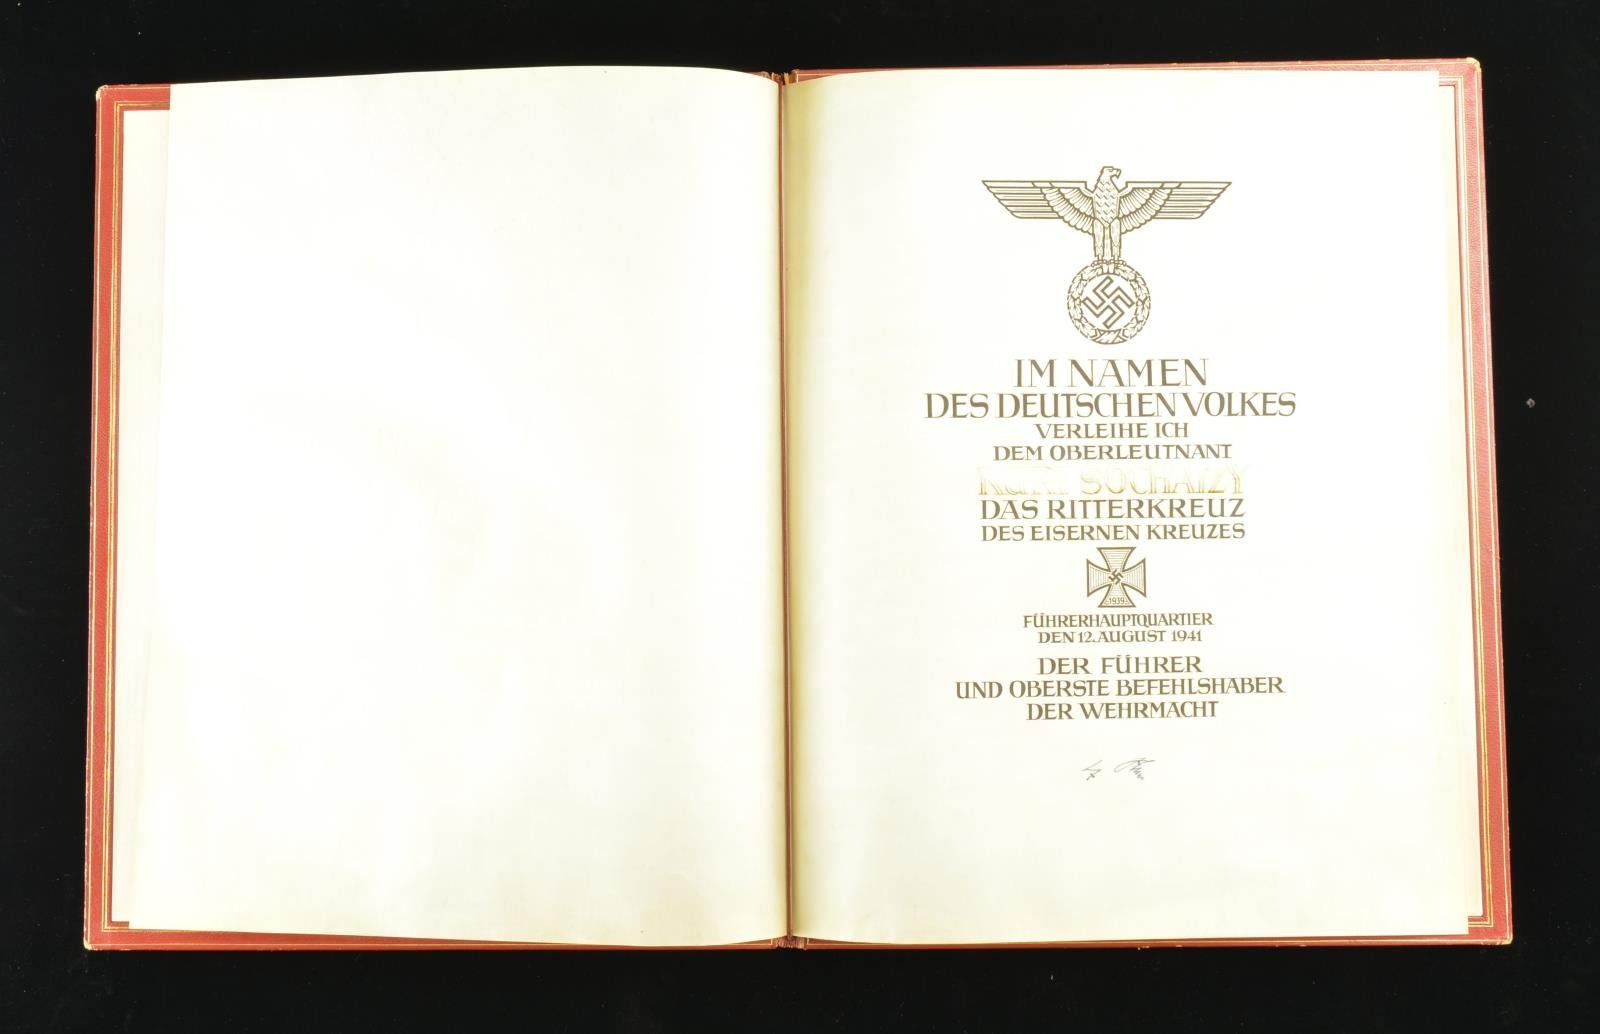 IM NAMEN
DES DEUTSCHEN VOLKES
VERLEIHE ICH
DEM OBERLEUTNANT
KURT SOCHATZY
DAS RITTERKREUZ
DES EISERNEN KREUZES
1939
FÜHRERHAUPTQUARTIER
DEN 12. AUGUST 1941
DER FÜHRER
UND OBERSTE BEFEHLSHABER
DER WEHRMACHT